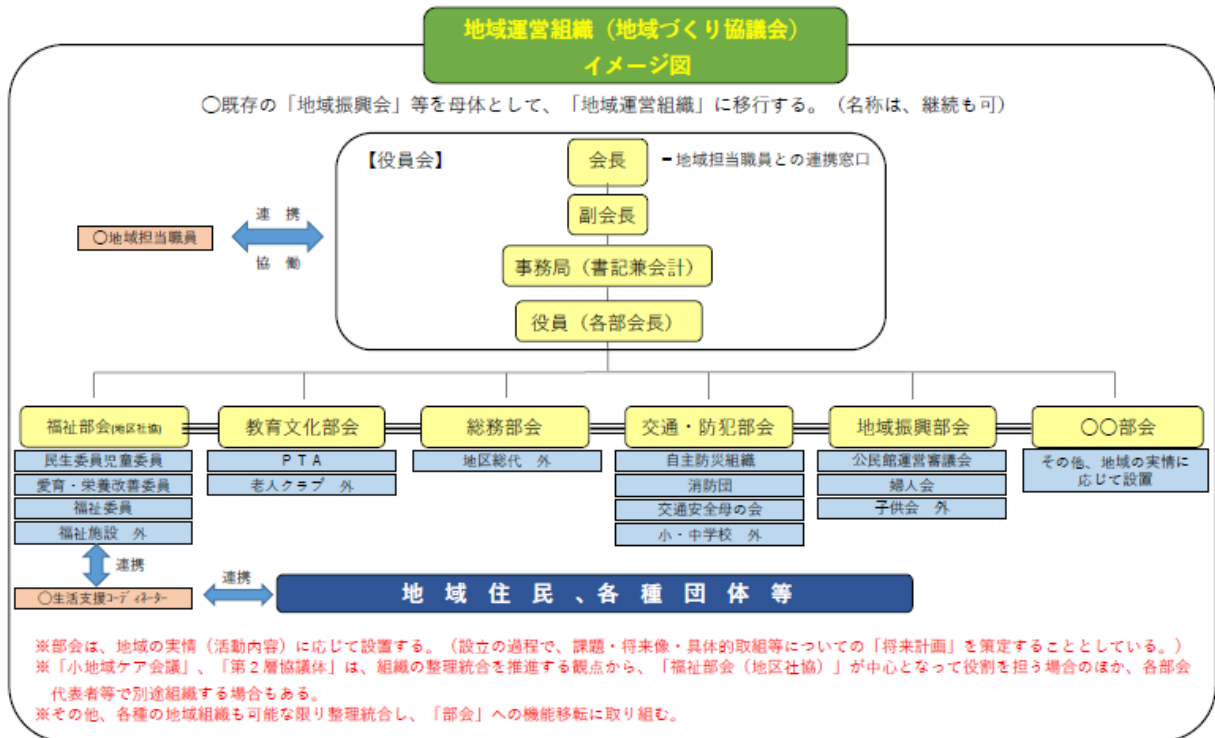 地域運営組織（地域づくり協議会）
イメージ図
○既存の「地域振興会」等を母体として、「地域運営組織」に移行する。（名称は、継続も可）
【役員会】
会長
ー地域担当職員との連携窓口
副会長
連 携
○地域担当職員
協 働
事務局（書記兼会計）
役員（各部会長）
福祉部会(地区社協)
教育文化部会
総務部会
交通・防犯部会
地域振興部会
○○部会
民生委員児童委員
愛育・栄養改善委員
福祉委員
福祉施設 外
ＰＴＡ
老人クラブ 外
地区総代 外
自主防災組織
消防団
交通安全母の会
小・中学校 外
公民館運営審議会
婦人会
子供会 外
その他、地域の実情に
応じて設置
連携
○生活支援ｺｰﾃﾞｨﾈｰﾀｰ
連携
地 域 住 民 、各 種 団 体 等
※部会は、地域の実情（活動内容）に応じて設置する。（設立の過程で、課題・将来像・具体的取組等についての「将来計画」を策定することとしている。）
※「小地域ケア会議」、「第２層協議体」は、組織の整理統合を推進する観点から、「福祉部会（地区社協）」が中心となって役割を担う場合のほか、各部会
代表者等で別途組織する場合もある。
※その他、各種の地域組織も可能な限り整理統合し、「部会」への機能移転に取り組む。